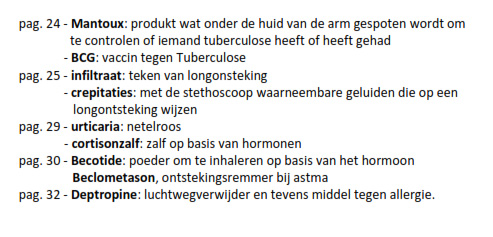 pag. 24 - Mantoux: produkt wat onder de huid van de arm gespoten wordt om
te controlen of iemand tuberculose heeft of heeft gehad
- BCG: vaccin tegen Tuberculose
pag. 25 - infiltraat: teken van longonsteking
- crepitaties: met de stethoscoop waarneembare geluiden die op een
longontsteking wijzen
pag. 29 - urticaria: netelroos
- cortisonzalf: zalf op basis van hormonen
pag. 30 - Becotide: poeder om te inhaleren op basis van het hormoon
Beclometason, ontstekingsremmer bij astma
pag. 32 - Deptropine: luchtwegverwijder en tevens middel tegen allergie.